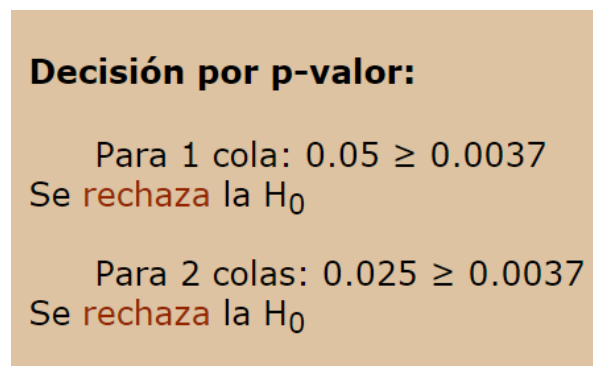 Decisión por p-valor:
Para 1 cola: 0.05 ≥ 0.0037
Se rechaza la H₀
Para 2 colas: 0.025 ≥ 0.0037
Se rechaza la H₀